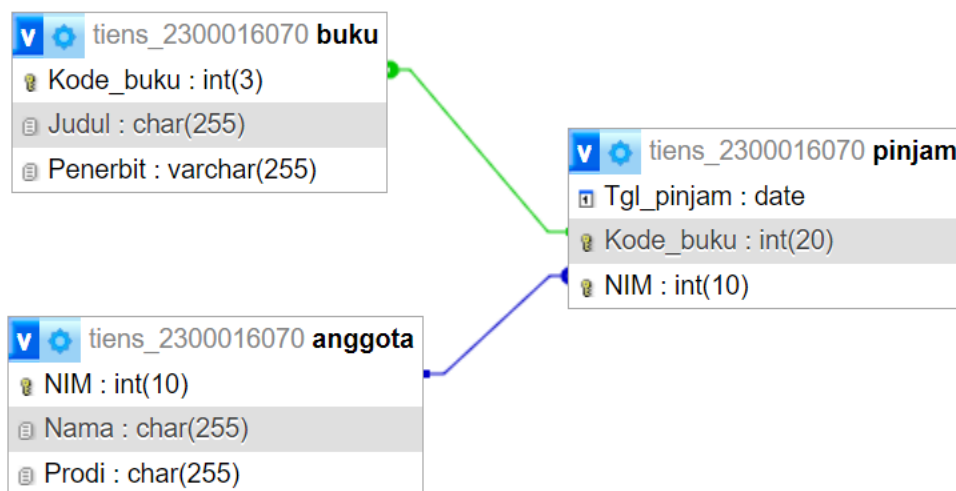 v tiens_2300016070 buku
Kode_buku : int(3)
Judul : char(255)
Penerbit : varchar(255)
v tiens_2300016070 pinjam
Tgl_pinjam : date
Kode_buku : int(20)
NIM : int(10)
v tiens_2300016070 anggota
NIM : int(10)
Nama : char(255)
Prodi : char(255)